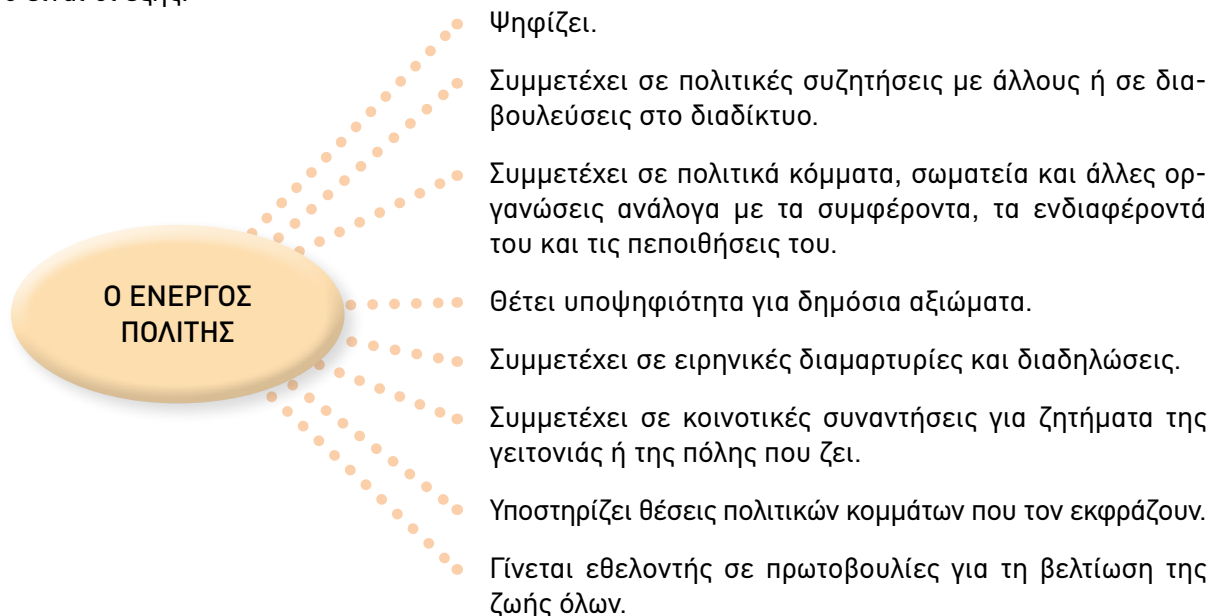 Ψηφίζει.
Συμμετέχει σε πολιτικές συζητήσεις με άλλους ή σε δια-
βουλεύσεις στο διαδίκτυο.
Συμμετέχει σε πολιτικά κόμματα, σωματεία και άλλες ορ-
γανώσεις ανάλογα με τα συμφέροντα, τα ενδιαφέροντά
του και τις πεποιθήσεις του.
Ο ΕΝΕΡΓΟΣ
ΠΟΛΙΤΗΣ
Θέτει υποψηφιότητα για δημόσια αξιώματα.
Συμμετέχει σε ειρηνικές διαμαρτυρίες και διαδηλώσεις.
Συμμετέχει σε κοινοτικές συναντήσεις για ζητήματα της
γειτονιάς ή της πόλης που ζει.
Υποστηρίζει θέσεις πολιτικών κομμάτων που τον εκφράζουν.
Γίνεται εθελοντής σε πρωτοβουλίες για τη βελτίωση της
ζωής όλων.